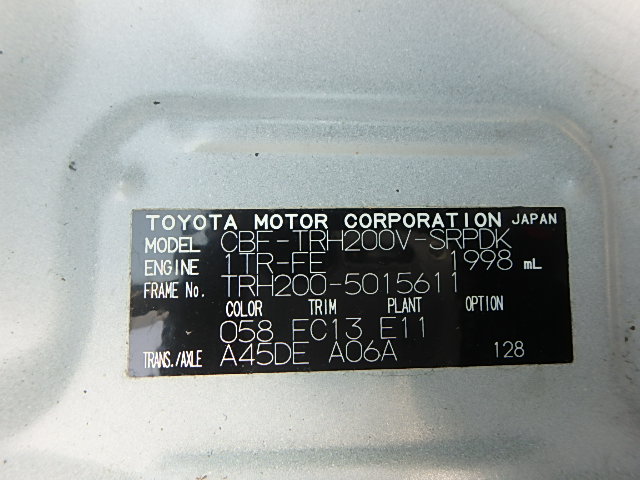 TOYOTA MOTOR CORPORATION JAPAN
MODEL CBF-TRH200V-SRPDK
ENGINE 1TR-FE 1998 mL
FRAME No. TRH200-5015611
COLOR TRIM PLANT OPTION
058 FC13 E11
TRANS./AXLE A45DE A06A 128